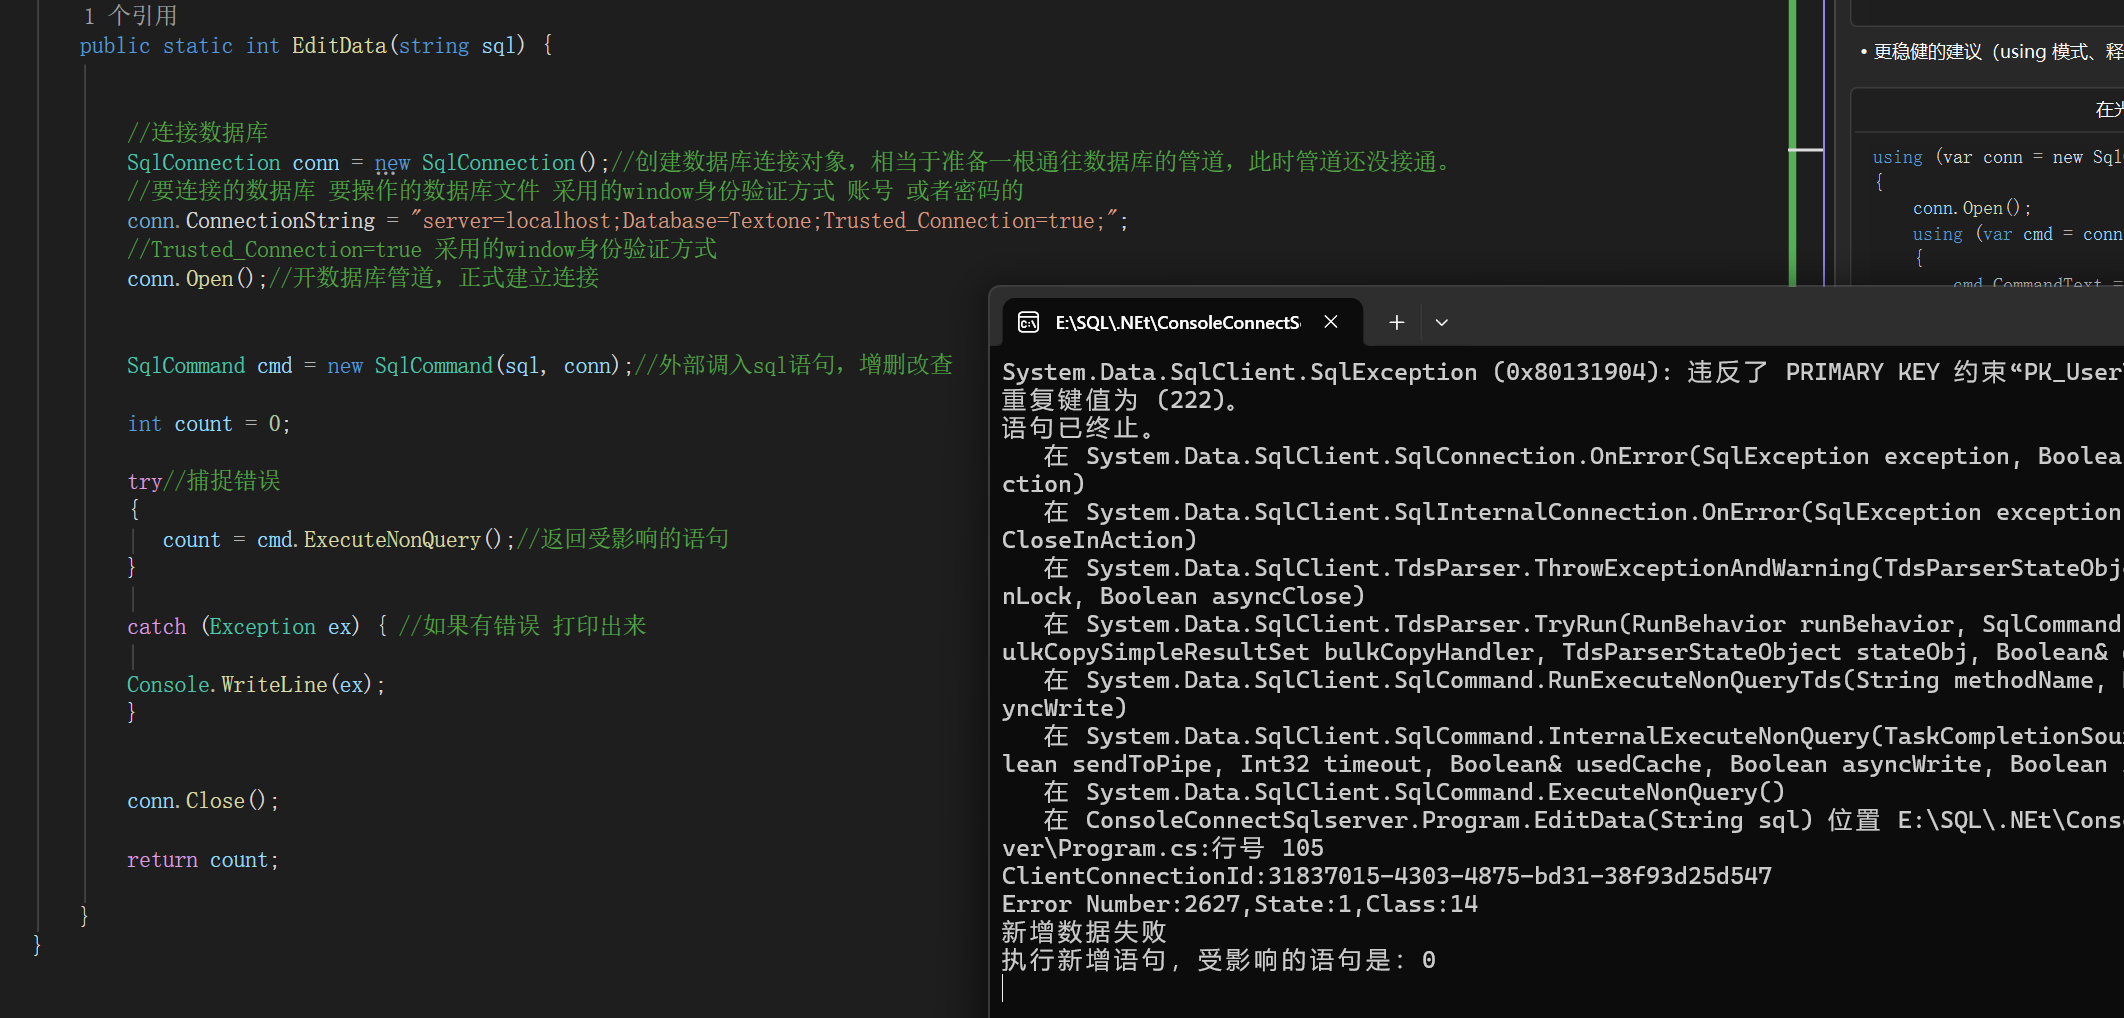 1 个引用
public static int EditData(string sql) {
//连接数据库
SqlConnection conn = new SqlConnection();//创建数据库连接对象，相当于准备一根通往数据库的管道，此时管道还没接通。
//要连接的数据库 要操作的数据库文件 采用的window身份验证方式 账号 或者密码的
conn.ConnectionString = "server=localhost;Database=Textone;Trusted_Connection=true;";
//Trusted_Connection=true 采用的window身份验证方式
conn.Open();//开数据库管道，正式建立连接
SqlCommand cmd = new SqlCommand(sql, conn);//外部调入sql语句，增删改查
int count = 0;
try//捕捉错误
{
count = cmd.ExecuteNonQuery();//返回受影响的语句
}
catch (Exception ex) { //如果有错误 打印出来
Console.WriteLine(ex);
}
conn.Close();
return count;
}
}
• 更稳健的建议（using 模式、释
在
using (var conn = new Sql
{
conn.Open();
using (var cmd = conn
{
cmd.CommandText =
E:\SQL\.NEt\ConsoleConnectS
System.Data.SqlClient.SqlException (0x80131904): 违反了 PRIMARY KEY 约束“PK_User
重复键值为 (222)。
语句已终止。
在 System.Data.SqlClient.SqlConnection.OnError(SqlException exception, Boolea
ction)
在 System.Data.SqlClient.SqlInternalConnection.OnError(SqlException exception
CloseInAction)
在 System.Data.SqlClient.TdsParser.ThrowExceptionAndWarning(TdsParserStateObj
nLock, Boolean asyncClose)
在 System.Data.SqlClient.TdsParser.TryRun(RunBehavior runBehavior, SqlCommand
ulkCopySimpleResultSet bulkCopyHandler, TdsParserStateObject stateObj, Boolean&
在 System.Data.SqlClient.SqlCommand.RunExecuteNonQueryTds(String methodName,
yncWrite)
在 System.Data.SqlClient.SqlCommand.InternalExecuteNonQuery(TaskCompletionSou
lean sendToPipe, Int32 timeout, Boolean& usedCache, Boolean asyncWrite, Boolean
在 System.Data.SqlClient.SqlCommand.ExecuteNonQuery()
在 ConsoleConnectSqlserver.Program.EditData(String sql) 位置 E:\SQL\.NEt\Cons
ver\Program.cs:行号 105
ClientConnectionId:31837015-4303-4875-bd31-38f93d25d547
Error Number:2627,State:1,Class:14
新增数据失败
执行新增语句，受影响的语句是：0